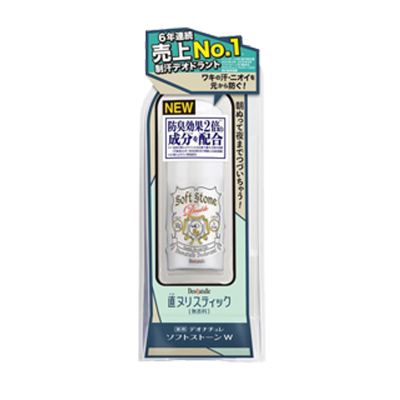 6年連続
売上No.1
制汗デオドラント
ワキの汗・ニオイを
元から防ぐ!
朝ぬって夜までつづいちゃう!
NEW
防臭効果2倍の
成分を配合
Soft Stone
Double
Deonatulle
直ヌリスティック
[無香料]
薬用 デオナチュレ
ソフトストーンW